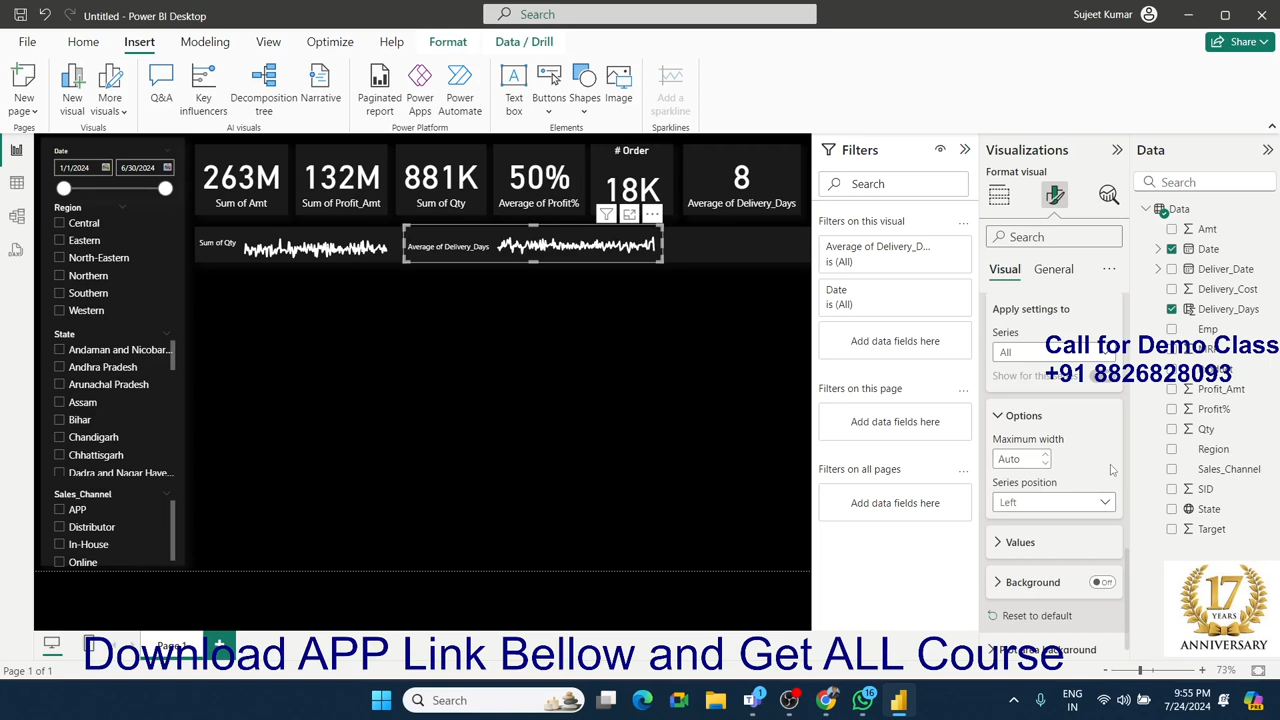 Untitled - Power BI Desktop
Search
Sujeet Kumar
File
Home
Insert
Modeling
View
Optimize
Help
Format
Data / Drill
Share
New page
New visual
More visuals
Q&A
Key influencers
Decomposition tree
Narrative
Paginated report
Power Apps
Power Automate
Text box
Buttons
Shapes
Image
Add a sparkline
Pages
Visuals
AI visuals
Power Platform
Elements
Sparklines
Date
1/1/2024
6/30/2024
Region
Central
Eastern
North-Eastern
Northern
Southern
Western
State
Andaman and Nicobar...
Andhra Pradesh
Arunachal Pradesh
Assam
Bihar
Chandigarh
Chhattisgarh
Dadra and Nagar Have...
Sales_Channel
APP
Distributor
In-House
Online
263M
Sum of Amt
132M
Sum of Profit_Amt
881K
Sum of Qty
50%
Average of Profit%
# Order
18K
8
Average of Delivery_Days
Sum of Qty
Average of Delivery_Days
Filters
Search
Filters on this visual
Average of Delivery_D...
is (All)
Date
is (All)
Add data fields here
Filters on this page
Add data fields here
Filters on all pages
Add data fields here
Visualizations
Format visual
Search
Visual
General
Apply settings to
Series
All
Options
Maximum width
Auto
Series position
Left
Values
Background
Off
Reset to default
Data
Search
Data
Amt
Date
Deliver_Date
Delivery_Cost
Delivery_Days
Emp
Profit_Amt
Profit%
Qty
Region
Sales_Channel
SID
State
Target
Call for Demo Class
+91 8826828093
17
YEARS
ANNIVERSARY
Page 1
Download APP Link Bellow and Get ALL Course
Page 1 of 1
73%
Search
1
16
ENG
IN
9:55 PM
7/24/2024